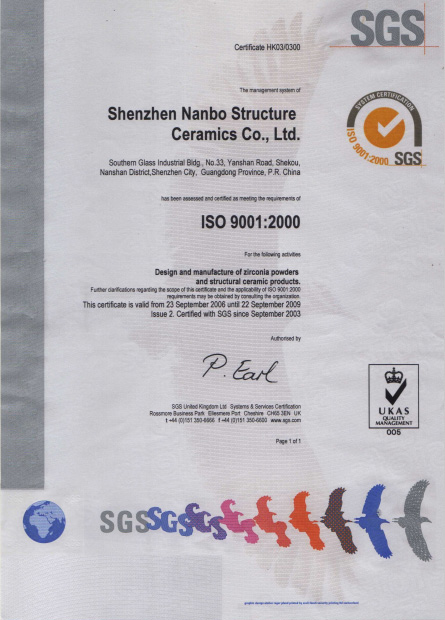 SGS
Certificate HK03/0300
The management system of
Shenzhen Nanbo Structure
Ceramics Co., Ltd.
SYSTEM CERTIFICATION
ISO 9001:2000
SGS
Southern Glass Industrial Bldg., No.33, Yanshan Road, Shekou,
Nanshan District,Shenzhen City, Guangdong Province, P.R. China
has been assessed and certified as meeting the requirements of
ISO 9001:2000
For the following activities
Design and manufacture of zirconia powders
and structural ceramic products.
Further clarifications regarding the scope of this certificate and the applicability of ISO 9001:2000
requirements may be obtained by consulting the organization.
This certificate is valid from 23 September 2006 until 22 September 2009
Issue 2. Certified with SGS since September 2003
Authorised by
P. Earl
SGS United Kingdom Ltd Systems & Services Certification
Rossmore Business Park Ellesmere Port Cheshire CH65 3EN UK
t +44 (0)151 350-6666 f +44 (0)151 350-6600 www.sgs.com
Page 1 of 1
UKAS
QUALITY
MANAGEMENT
005
SGS
SGS
SGS